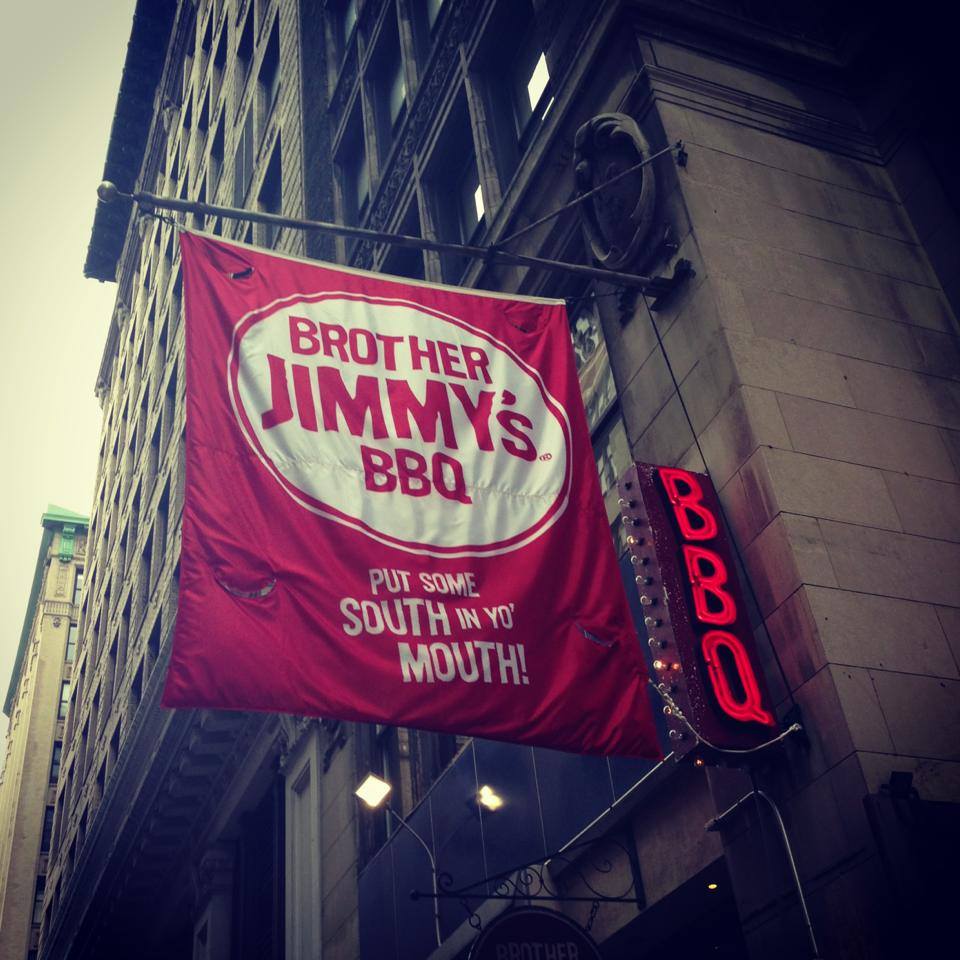 BROTHER
JIMMY'S
BBQ
PUT SOME
SOUTH IN YO'
MOUTH!
BBQ
BROTHER